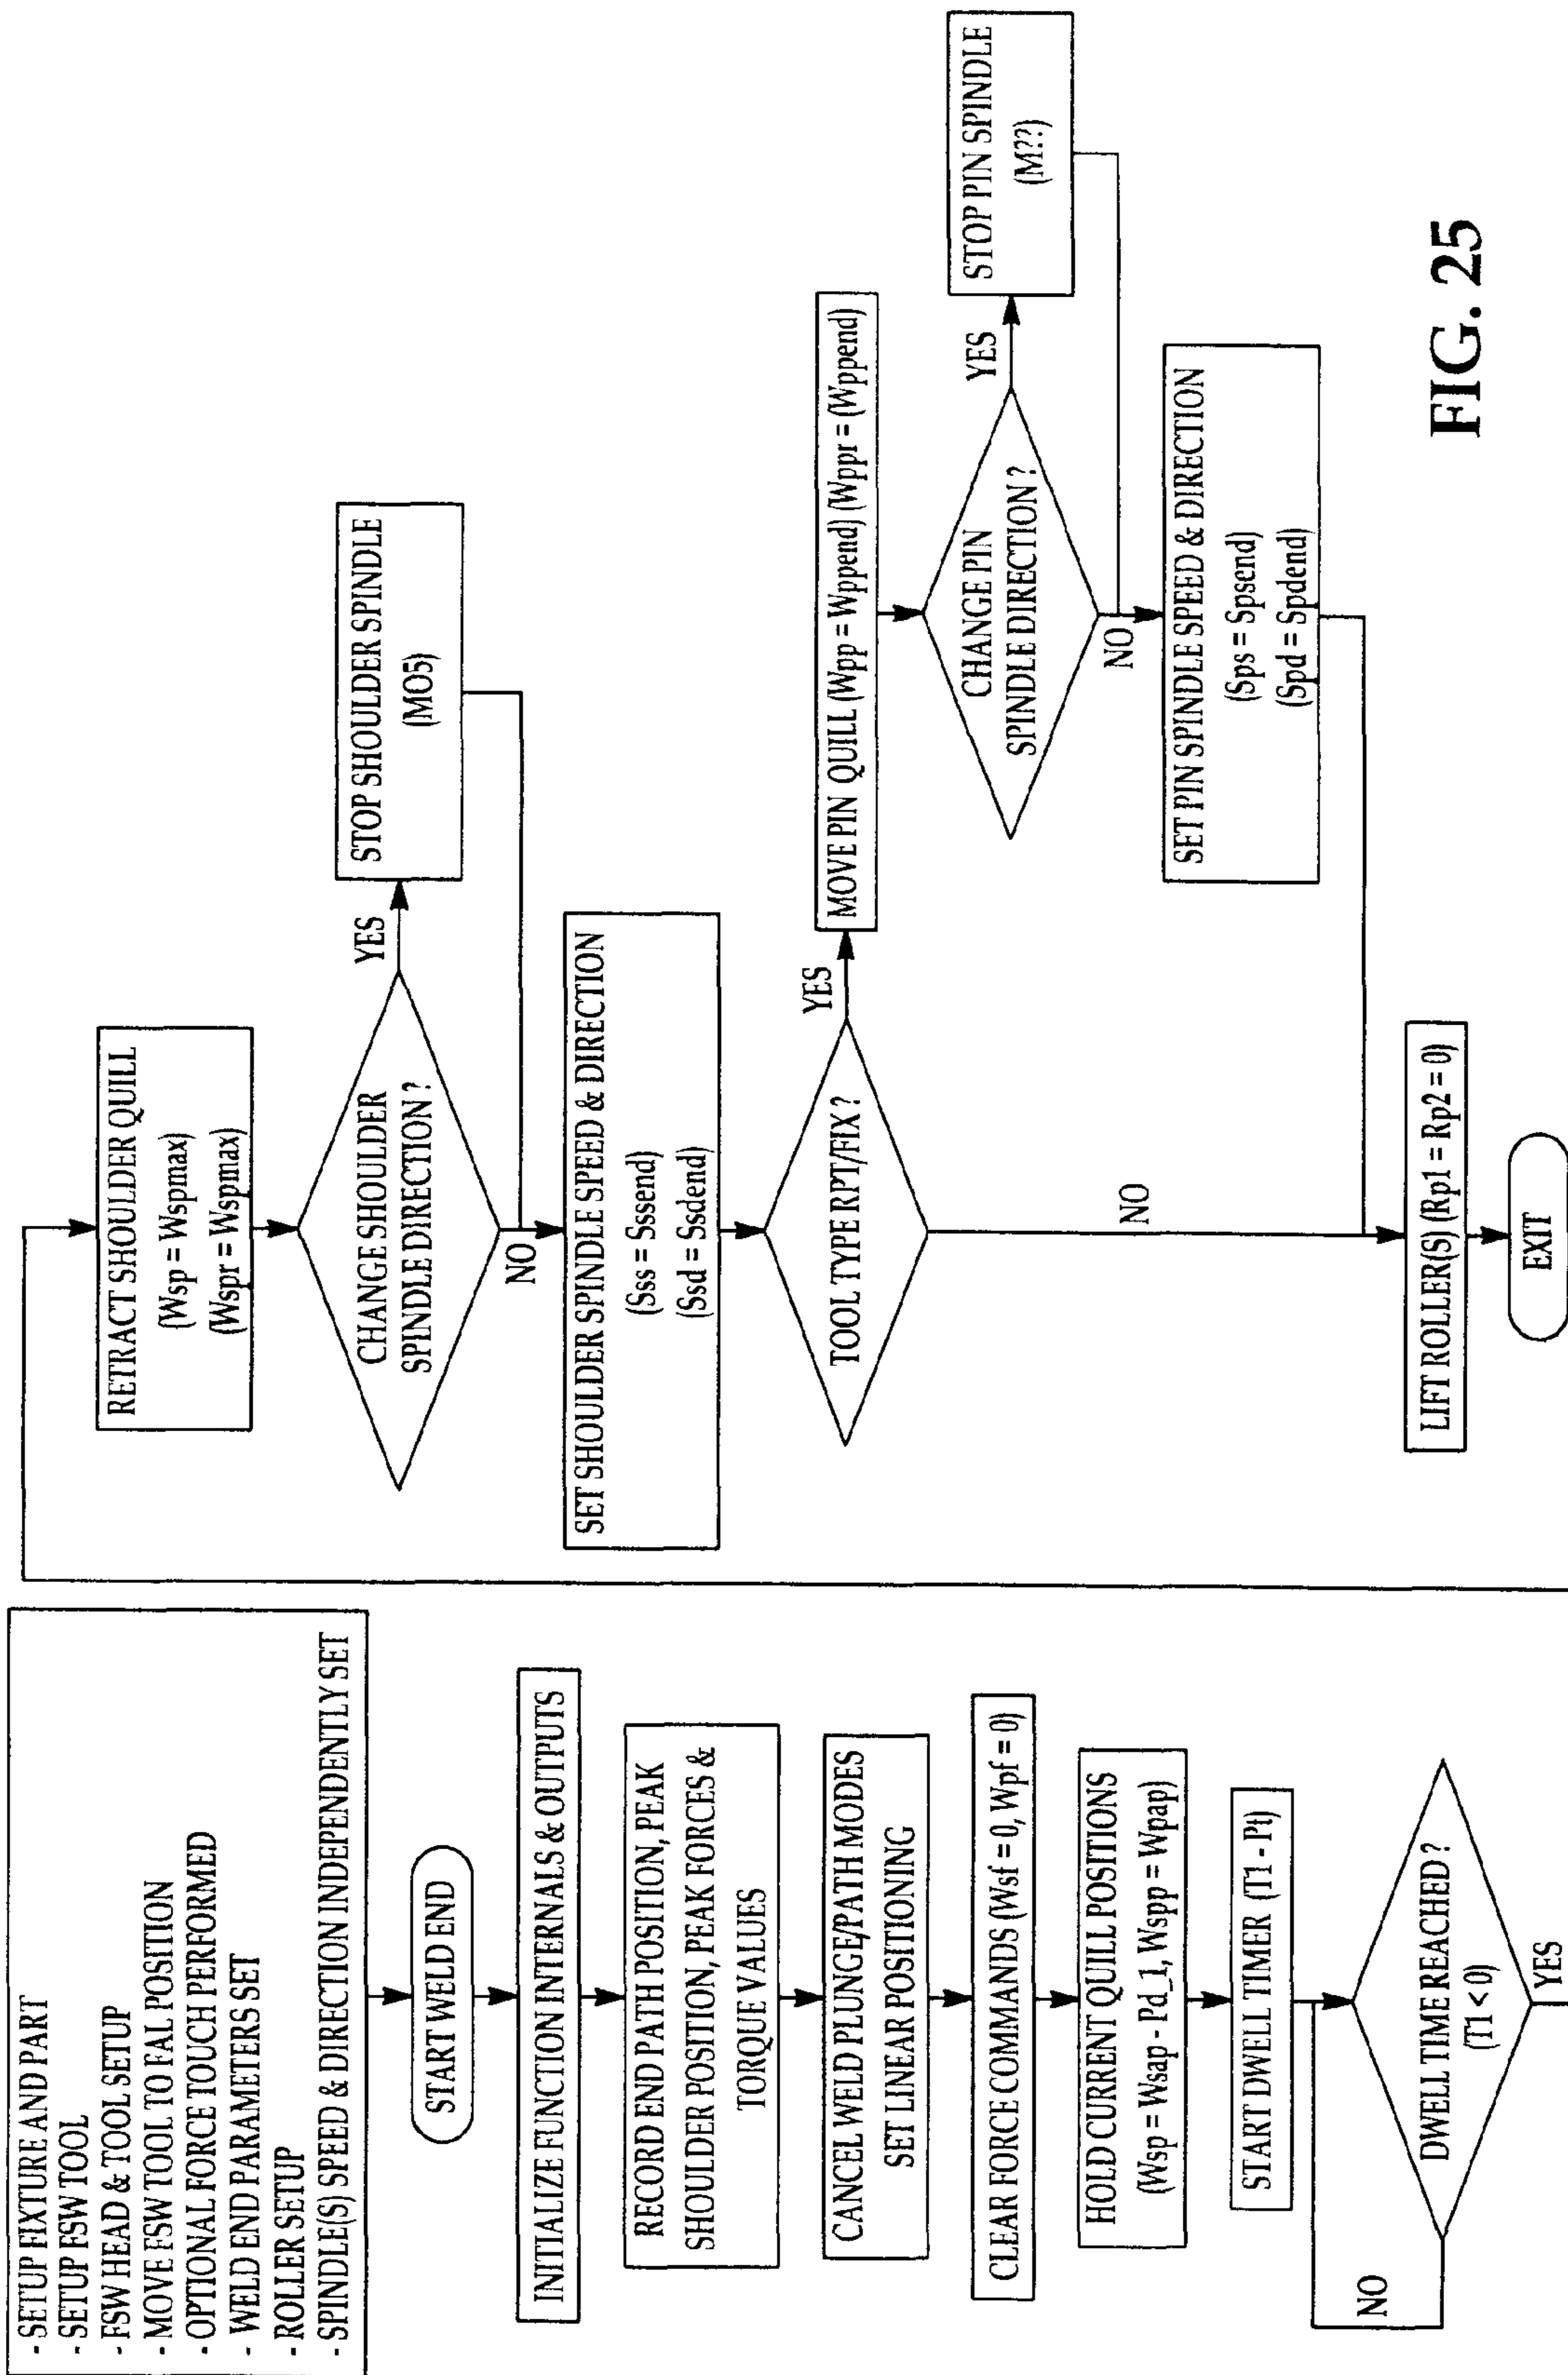 - SETUP FIXTURE AND PART
- SETUP FSW TOOL
- FSW HEAD & TOOL SETUP
- MOVE FSW TOOL TO FAL POSITION
- OPTIONAL FORCE TOUCH PERFORMED
- WELD END PARAMETERS SET
- ROLLER SETUP
- SPINDLE(S) SPEED & DIRECTION INDEPENDENTLY SET
START WELD END
INITIALIZE FUNCTION INTERNALS & OUTPUTS
RECORD END PATH POSITION, PEAK
SHOULDER POSITION, PEAK FORCES &
TORQUE VALUES
CANCEL WELD PLUNGE/PATH MODES
SET LINEAR POSITIONING
CLEAR FORCE COMMANDS (Wsf = 0, Wpf = 0)
HOLD CURRENT QUILL POSITIONS
(Wsp = Wsap - Pd_1, Wspp = Wpap)
START DWELL TIMER (T1 - Pt)
DWELL TIME REACHED?
(T1 < 0)
NO
YES
RETRACT SHOULDER QUILL
(Wsp = Wspmax)
(Wspr = Wspmax)
CHANGE SHOULDER
SPINDLE DIRECTION?
YES
STOP SHOULDER SPINDLE
(MO5)
NO
SET SHOULDER SPINDLE SPEED & DIRECTION
(Sss = Sssend)
(Ssd = Ssdend)
TOOL TYPE RPT/FIX?
YES
MOVE PIN QUILL (Wpp = Wppend) (Wppr = (Wppend)
CHANGE PIN
SPINDLE DIRECTION?
YES
STOP PIN SPINDLE
(M??)
NO
SET PIN SPINDLE SPEED & DIRECTION
(Sps = Spsend)
(Spd = Spdend)
NO
LIFT ROLLER(S) (Rp1 = Rp2 = 0)
EXIT
FIG. 25